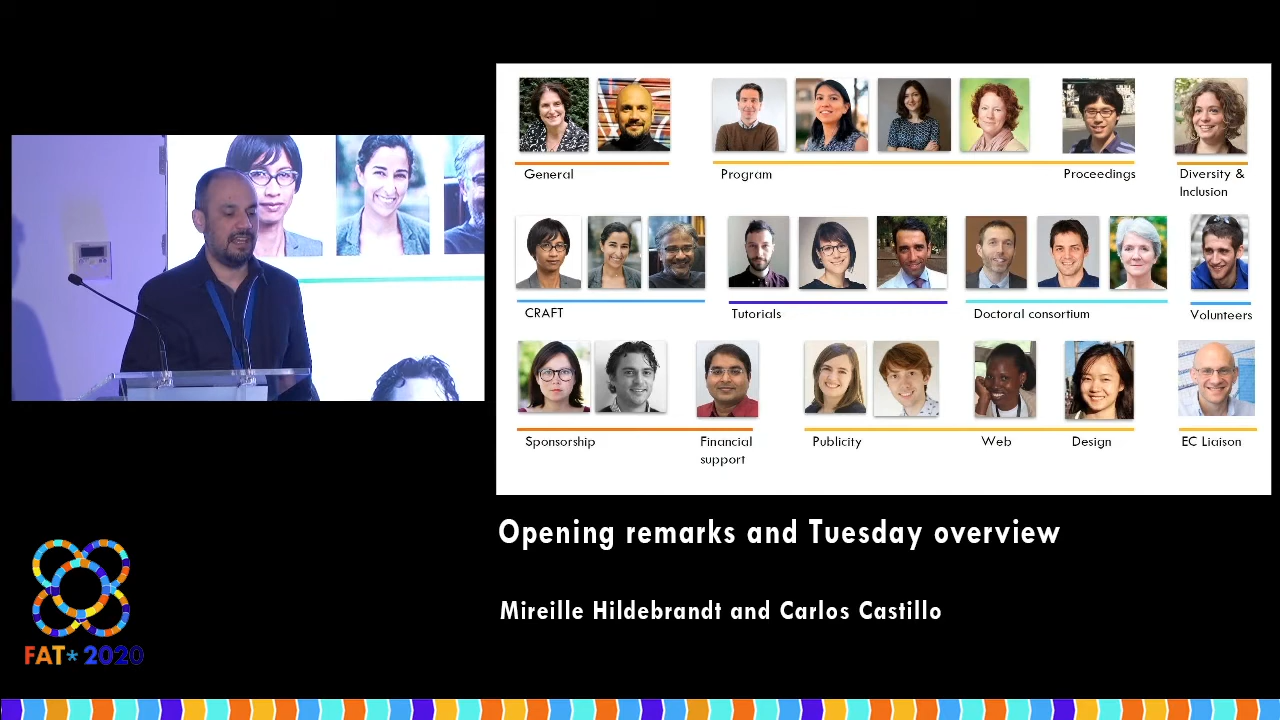 General
Program
Proceedings
Diversity &
Inclusion
CRAFT
Tutorials
Doctoral consortium
Volunteers
Sponsorship
Financial
support
Publicity
Web
Design
EC Liaison
Opening remarks and Tuesday overview
Mireille Hildebrandt and Carlos Castillo
FAT* 2020